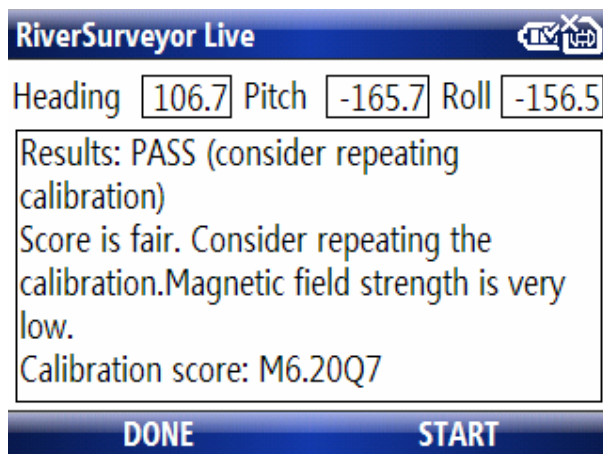 RiverSurveyor Live
Heading 106.7 Pitch -165.7 Roll -156.5
Results: PASS (consider repeating
calibration)
Score is fair. Consider repeating the
calibration.Magnetic field strength is very
low.
Calibration score: M6.20Q7
DONE START